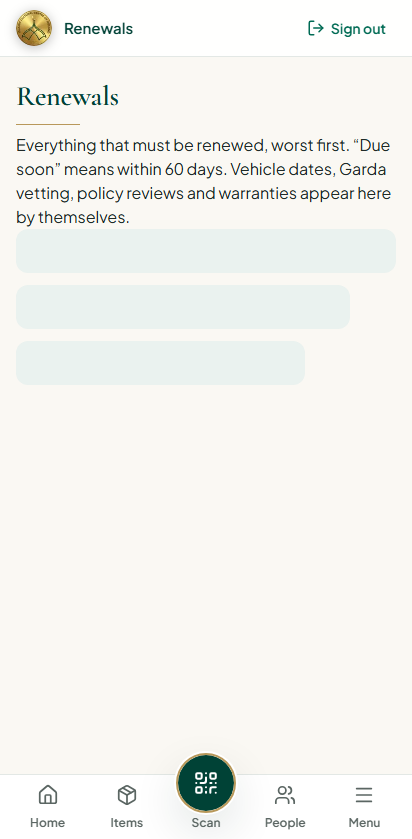 Renewals
Sign out
Renewals
Everything that must be renewed, worst first. “Due
soon” means within 60 days. Vehicle dates, Garda
vetting, policy reviews and warranties appear here
by themselves.
Home
Items
Scan
People
Menu